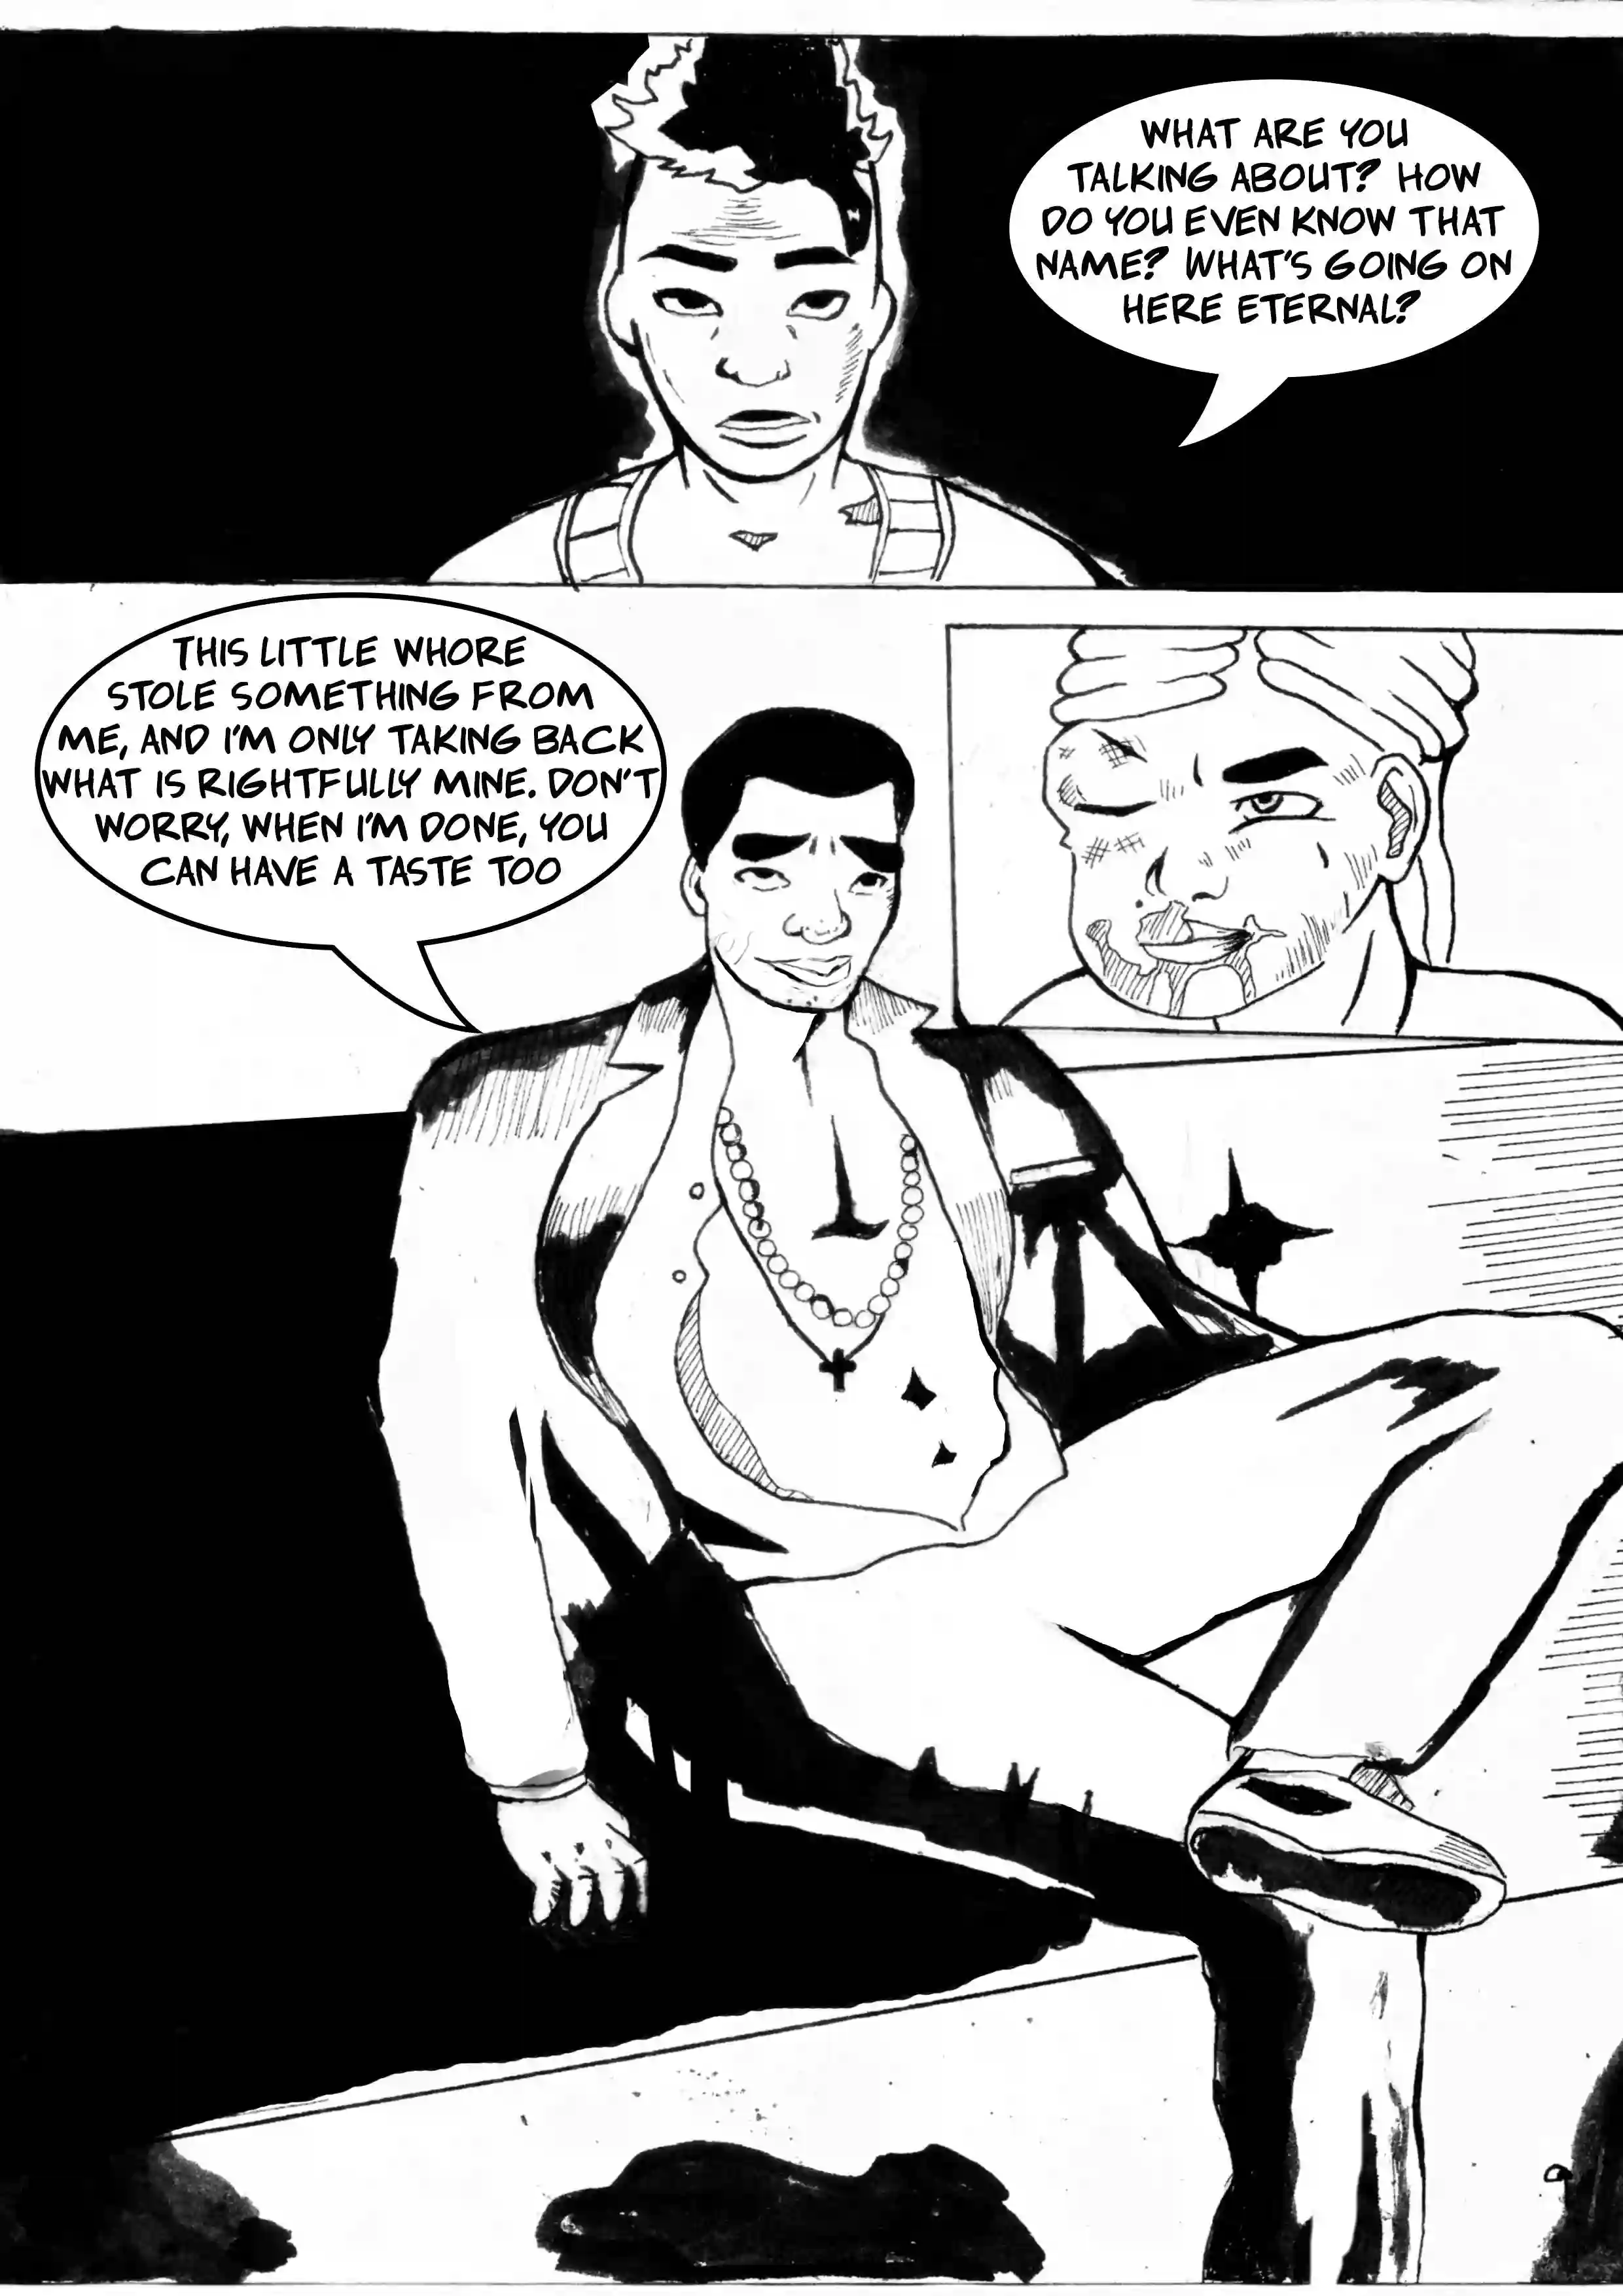 WHAT ARE YOU
TALKING ABOUT? HOW
DO YOU EVEN KNOW THAT
NAME? WHAT'S GOING ON
HERE ETERNAL?
THIS LITTLE WHORE
STOLE SOMETHING FROM
ME, AND I'M ONLY TAKING BACK
WHAT IS RIGHTFULLY MINE. DON'T
WORRY, WHEN I'M DONE, YOU
CAN HAVE A TASTE TOO